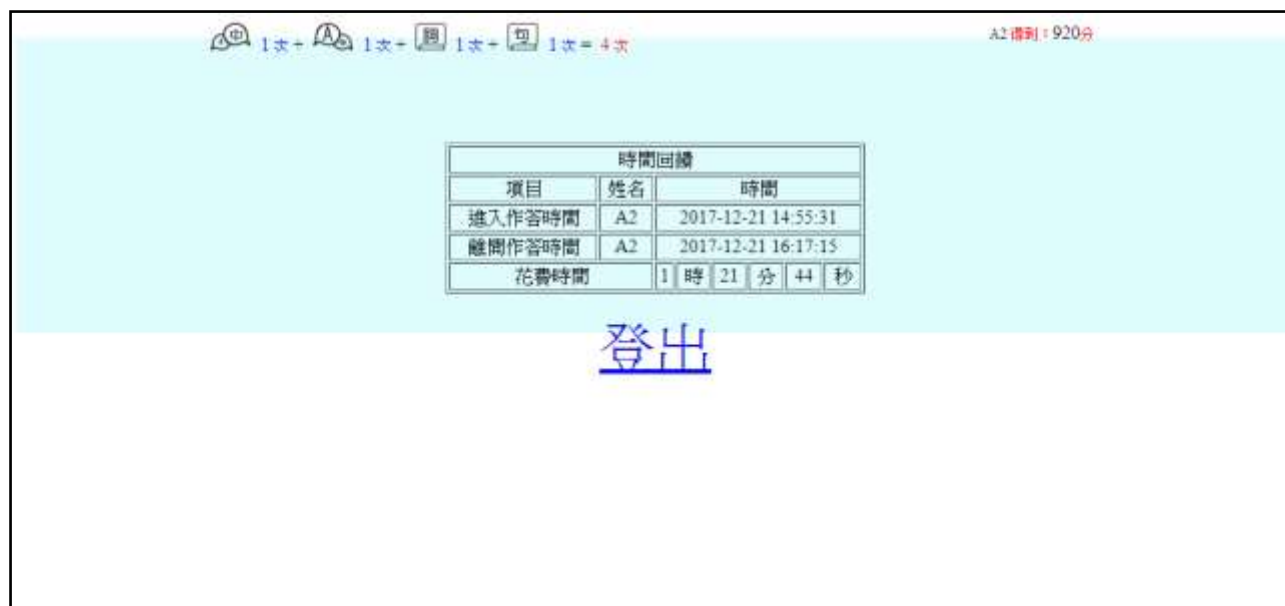 中 1次+ A 1次+ 1次+ 句 1次= 4次
A2 得到：920分
時間回饋
項目 姓名 時間
進入作答時間 A2 2017-12-21 14:55:31
離開作答時間 A2 2017-12-21 16:17:15
花費時間 1 時 21 分 44 秒
登出